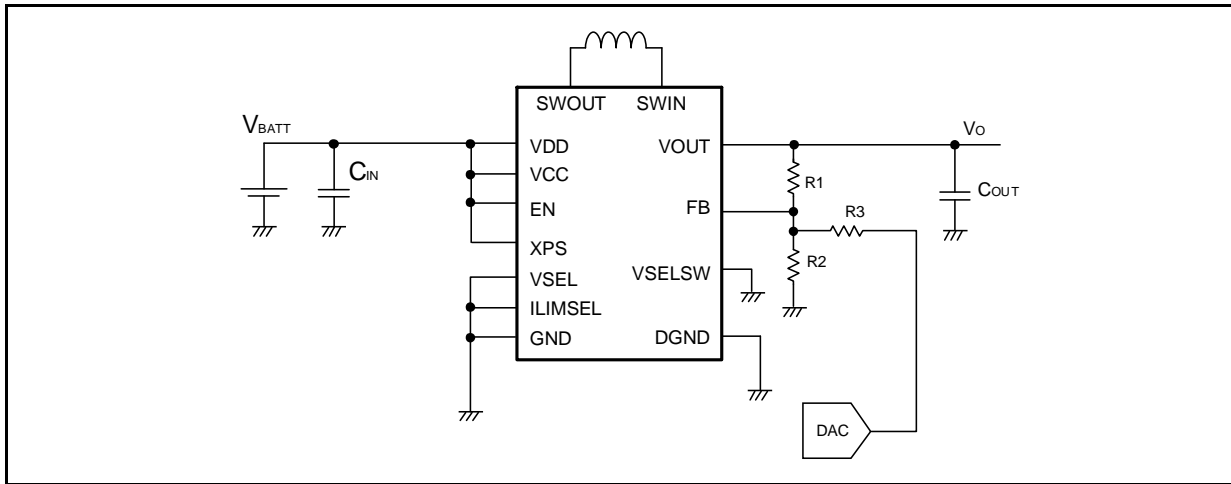 SWOUT SWIN
VBATT
CIN
VDD
VCC
EN
XPS
VSEL
ILIMSEL
GND
VOUT
FB
VSELSW
DGND
R1
R2
R3
VO
COUT
DAC